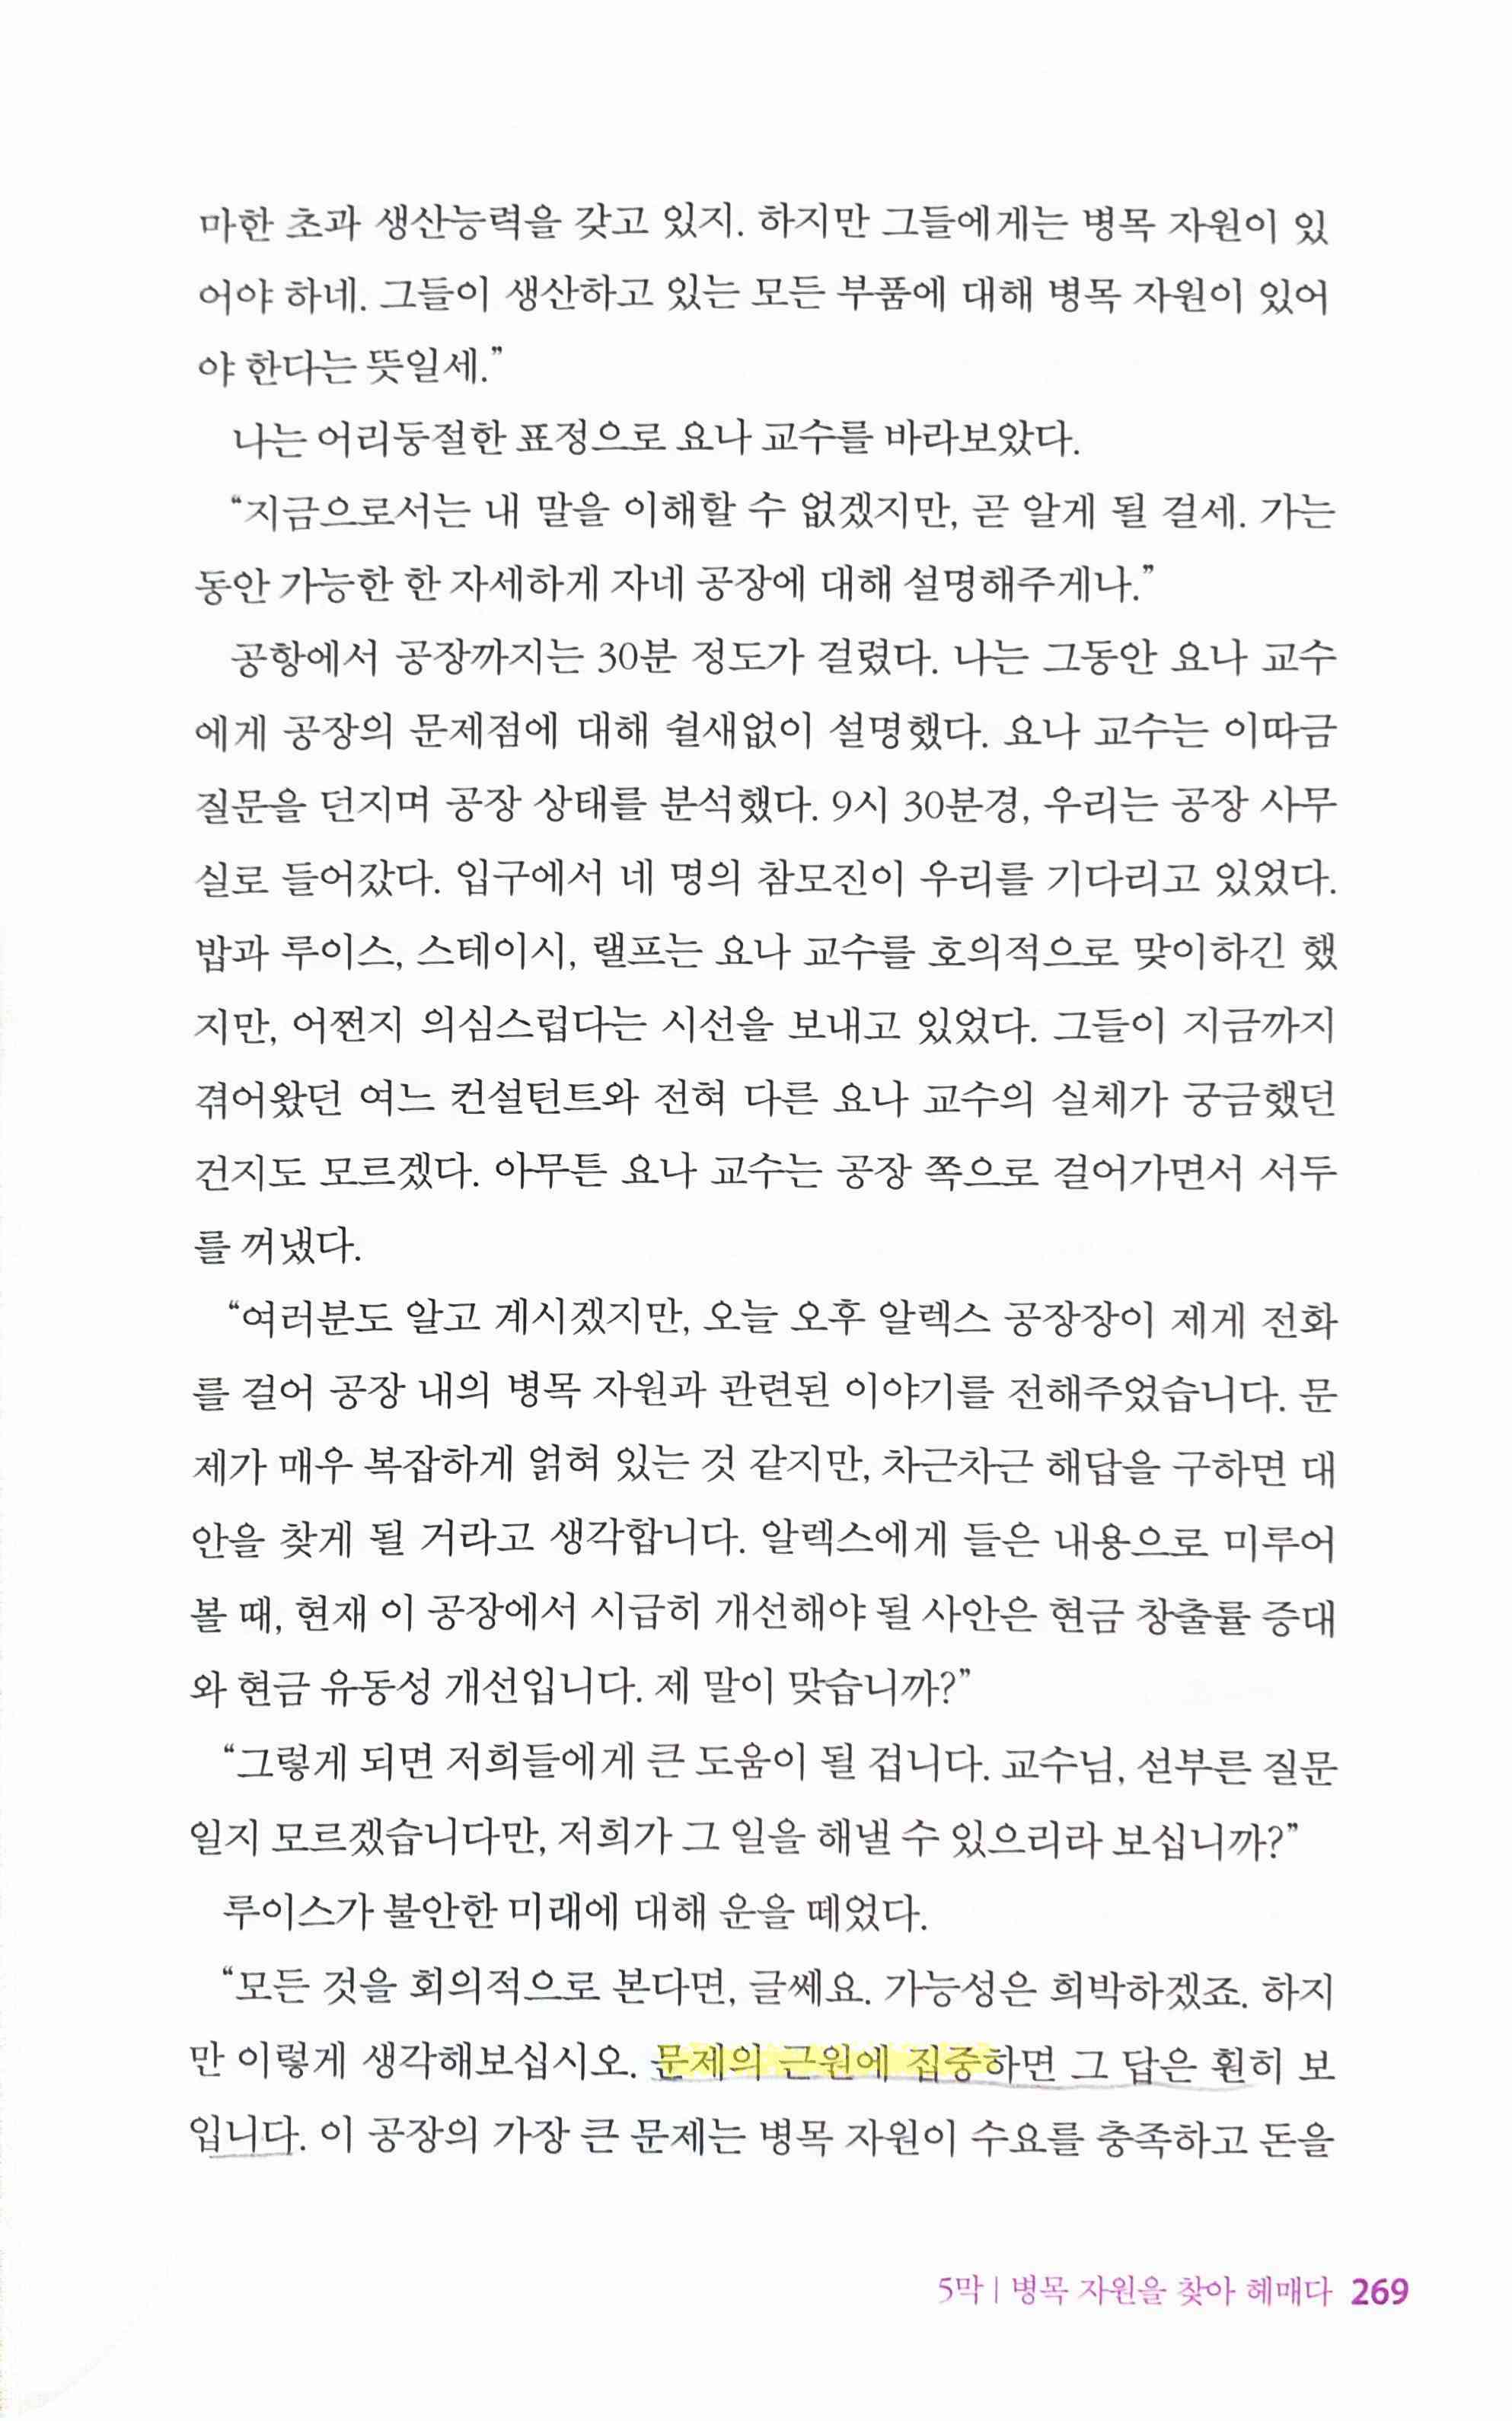 마한 초과 생산능력을 갖고 있지. 하지만 그들에게는 병목 자원이 있
어야 하네. 그들이 생산하고 있는 모든 부품에 대해 병목 자원이 있어
야 한다는 뜻일세.”
나는 어리둥절한 표정으로 요나 교수를 바라보았다.
“지금으로서는 내 말을 이해할 수 없겠지만, 곧 알게 될 걸세. 가는
동안 가능한 한 자세하게 자네 공장에 대해 설명해주게나.”
공항에서 공장까지는 30분 정도가 걸렸다. 나는 그동안 요나 교수
에게 공장의 문제점에 대해 쉴새없이 설명했다. 요나 교수는 이따금
질문을 던지며 공장 상태를 분석했다. 9시 30분경, 우리는 공장 사무
실로 들어갔다. 입구에서 네 명의 참모진이 우리를 기다리고 있었다.
밥과 루이스, 스테이시, 랠프는 요나 교수를 호의적으로 맞이하긴 했
지만, 어쩐지 의심스럽다는 시선을 보내고 있었다. 그들이 지금까지
겪어왔던 여느 컨설턴트와 전혀 다른 요나 교수의 실체가 궁금했던
건지도 모르겠다. 아무튼 요나 교수는 공장 쪽으로 걸어가면서 서두
를 꺼냈다.
“여러분도 알고 계시겠지만, 오늘 오후 알렉스 공장장이 제게 전화
를 걸어 공장 내의 병목 자원과 관련된 이야기를 전해주었습니다. 문
제가 매우 복잡하게 얽혀 있는 것 같지만, 차근차근 해답을 구하면 대
안을 찾게 될 거라고 생각합니다. 알렉스에게 들은 내용으로 미루어
볼 때, 현재 이 공장에서 시급히 개선해야 될 사안은 현금 창출률 증대
와 현금 유동성 개선입니다. 제 말이 맞습니까?”
“그렇게 되면 저희들에게 큰 도움이 될 겁니다. 교수님, 섣부른 질문
일지 모르겠습니다만, 저희가 그 일을 해낼 수 있으리라 보십니까?”
루이스가 불안한 미래에 대해 운을 떼었다.
“모든 것을 회의적으로 본다면, 글쎄요. 가능성은 희박하겠죠. 하지
만 이렇게 생각해보십시오. 문제의 근원에 집중하면 그 답은 훤히 보
입니다. 이 공장의 가장 큰 문제는 병목 자원이 수요를 충족하고 돈을
5막 | 병목 자원을 찾아 헤매다 269